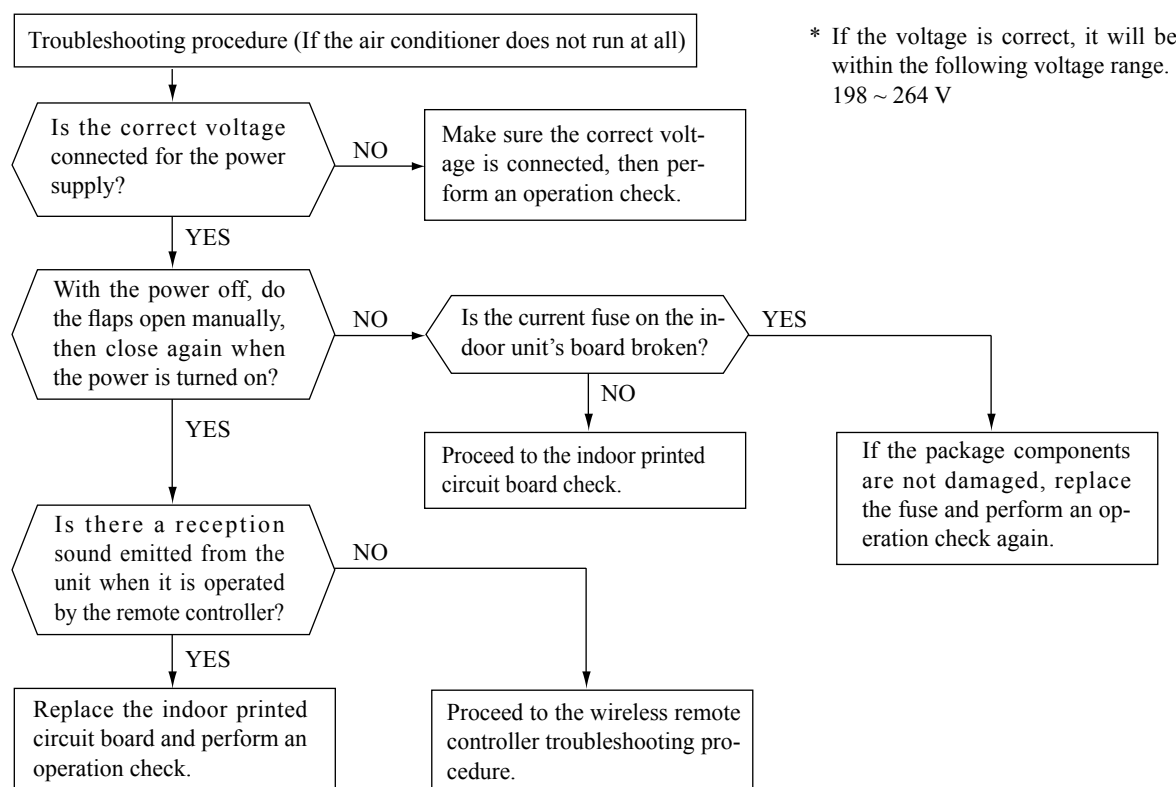 Troubleshooting procedure (If the air conditioner does not run at all)
* If the voltage is correct, it will be
within the following voltage range.
198 ~ 264 V
Is the correct voltage
connected for the power
supply?
NO
Make sure the correct volt-
age is connected, then per-
form an operation check.
YES
With the power off, do
the flaps open manually,
then close again when
the power is turned on?
NO
Is the current fuse on the in-
door unit's board broken?
YES
NO
YES
Proceed to the indoor printed
circuit board check.
If the package components
are not damaged, replace
the fuse and perform an op-
eration check again.
Is there a reception
sound emitted from the
unit when it is operated
by the remote controller?
NO
YES
Replace the indoor printed
circuit board and perform an
operation check.
Proceed to the wireless remote
controller troubleshooting pro-
cedure.